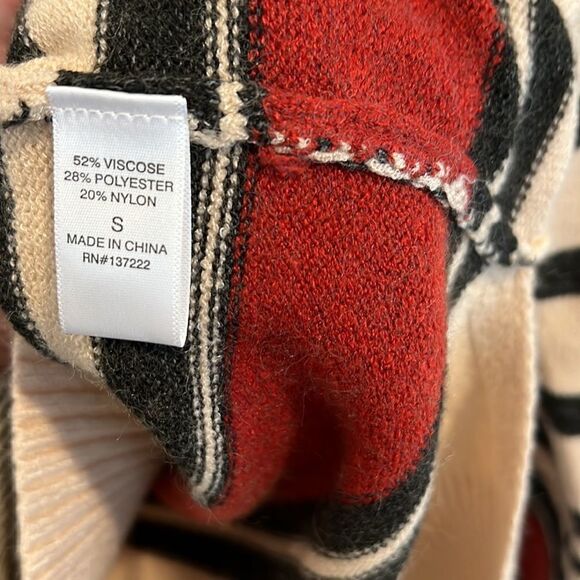 52% VISCOSE
28% POLYESTER
20% NYLON
S
MADE IN CHINA
RN#137222